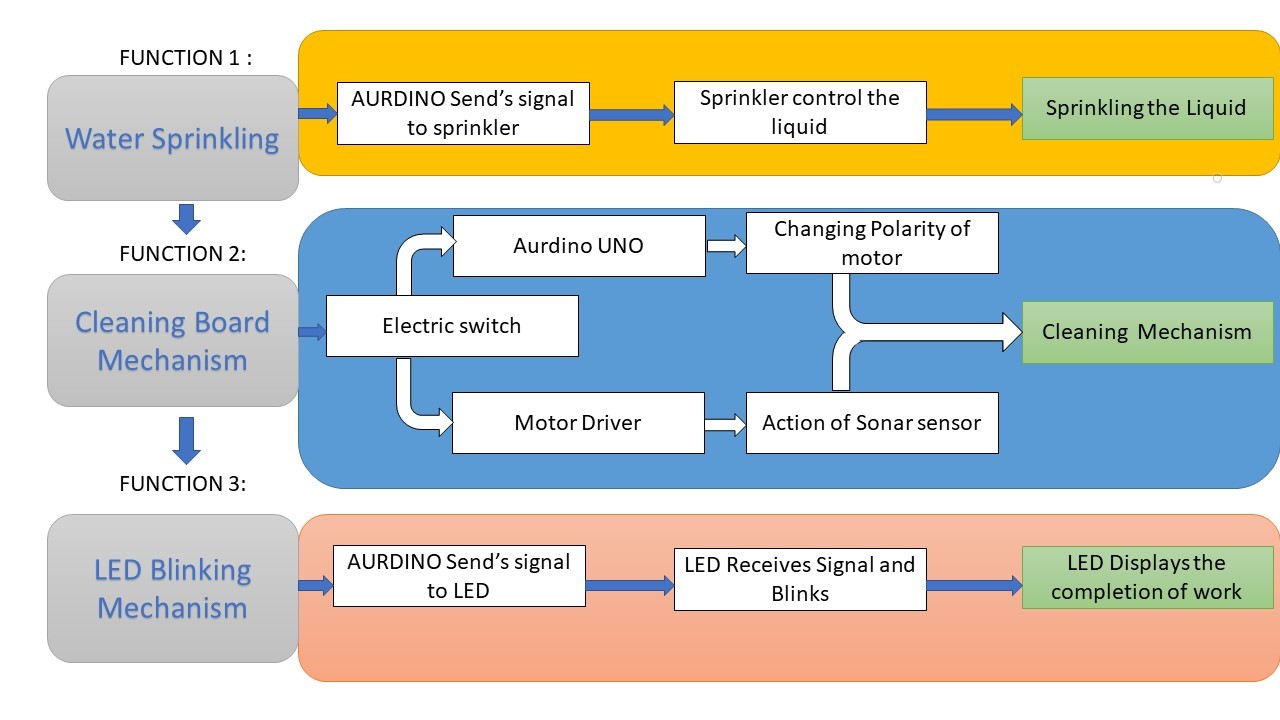 FUNCTION 1 :
Water Sprinkling
AURDINO Send’s signal
to sprinkler
Sprinkler control the
liquid
Sprinkling the Liquid
FUNCTION 2:
Cleaning Board
Mechanism
Electric switch
Aurdino UNO
Changing Polarity of
motor
Motor Driver
Action of Sonar sensor
Cleaning Mechanism
FUNCTION 3:
LED Blinking
Mechanism
AURDINO Send’s signal
to LED
LED Receives Signal and
Blinks
LED Displays the
completion of work